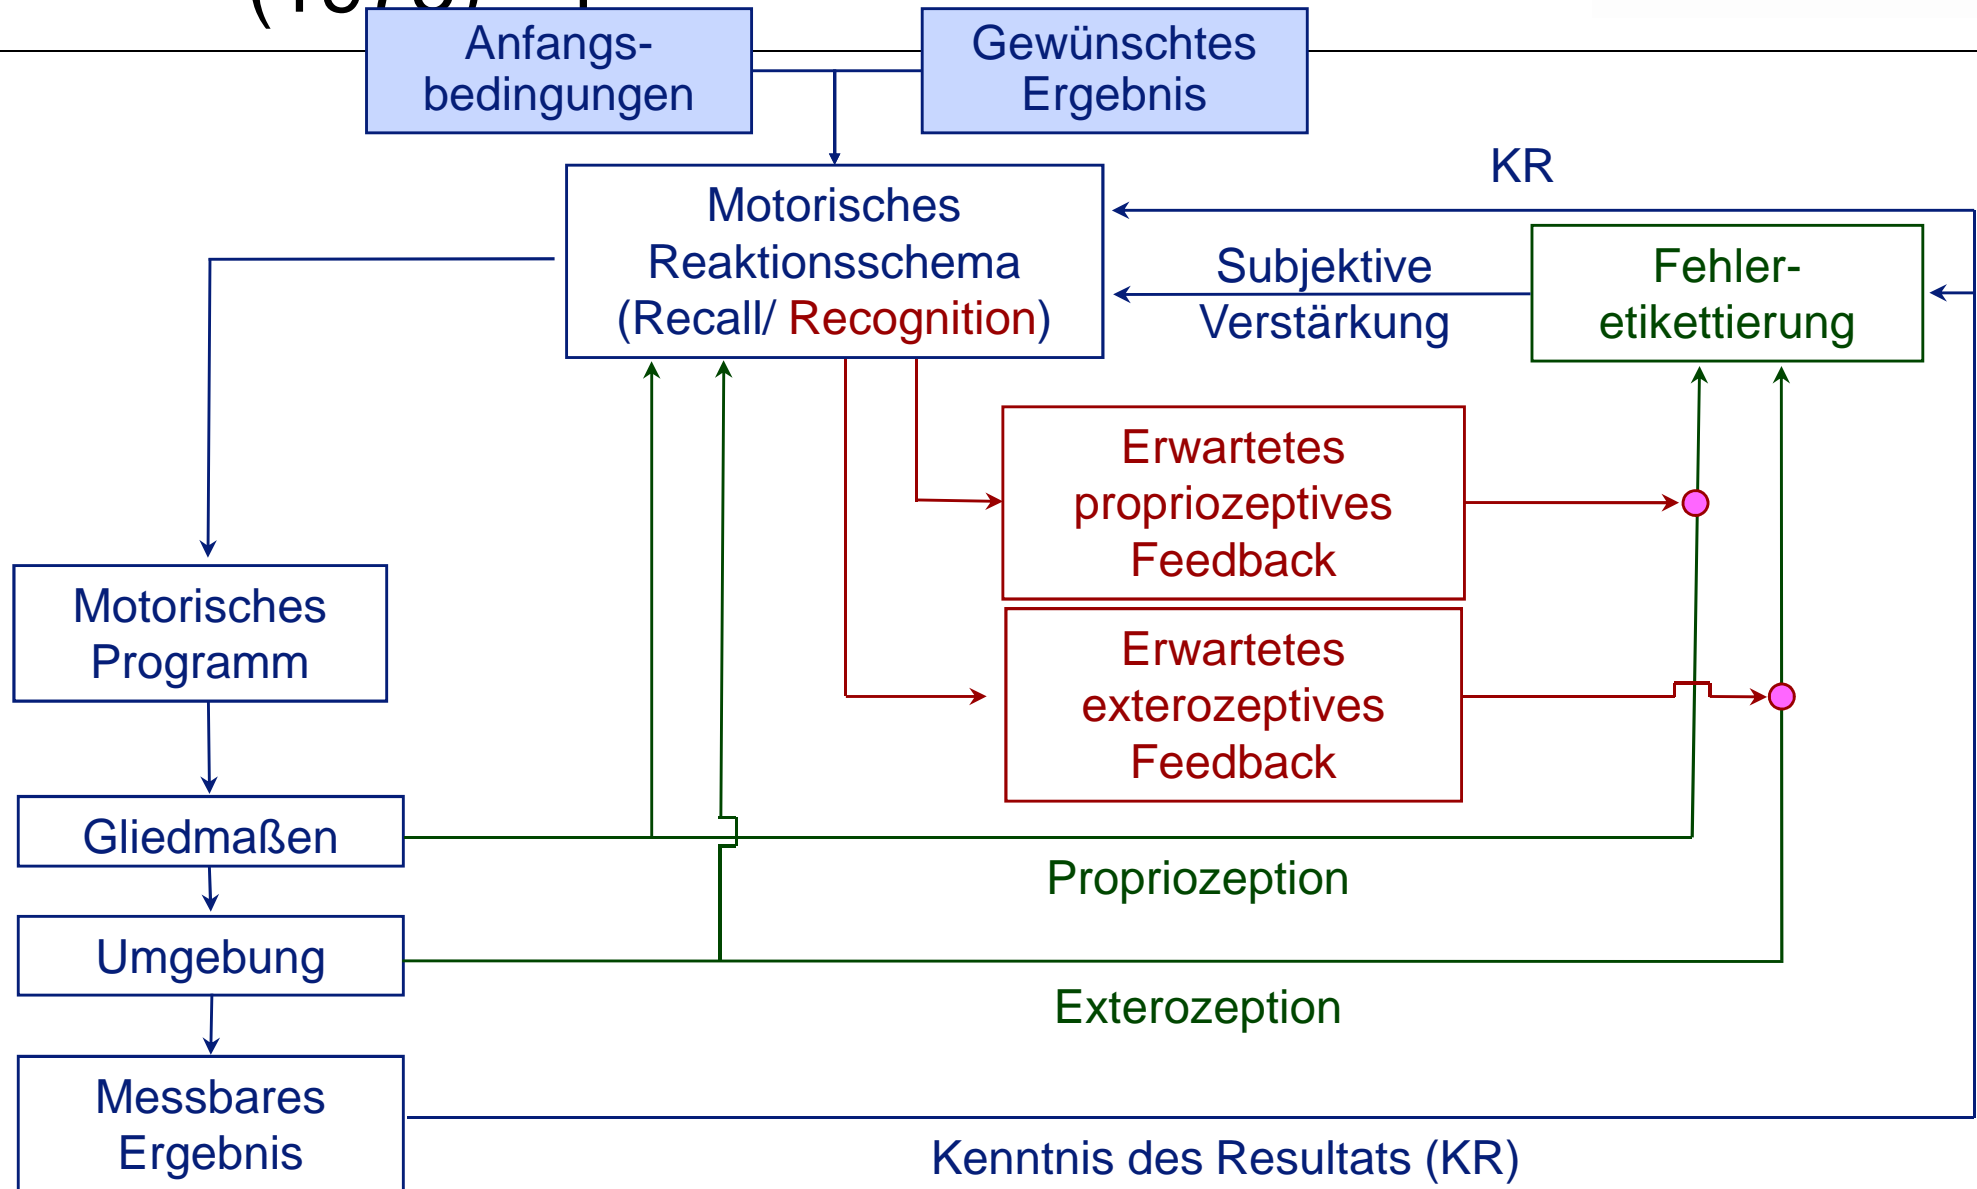 Anfangs-
bedingungen
Gewünschtes
Ergebnis
KR
Motorisches
Reaktionsschema
(Recall/ Recognition)
Subjektive
Verstärkung
Fehler-
etikettierung
Erwartetes
propriozeptives
Feedback
Motorisches
Programm
Erwartetes
exterozeptives
Feedback
Gliedmaßen
Propriozeption
Umgebung
Exterozeption
Messbares
Ergebnis
Kenntnis des Resultats (KR)